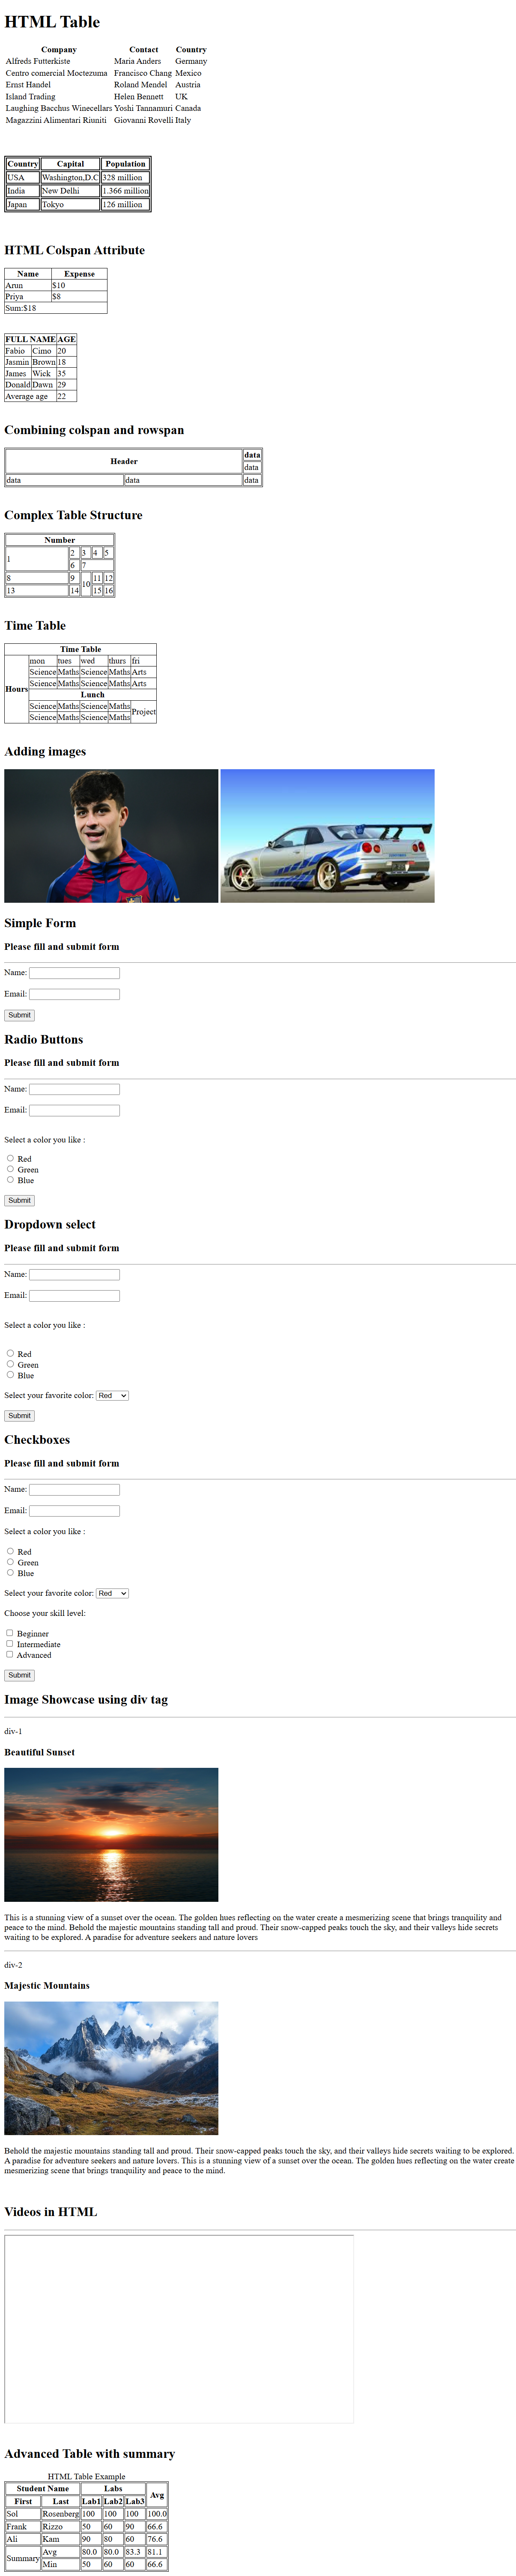 HTML Table
Company Contact Country
Alfreds Futterkiste Maria Anders Germany
Centro comercial Moctezuma Francisco Chang Mexico
Ernst Handel Roland Mendel Austria
Island Trading Helen Bennett UK
Laughing Bacchus Winecellars Yoshi Tannamuri Canada
Magazzini Alimentari Riuniti Giovanni Rovelli Italy
Country Capital Population
USA Washington,D.C 328 million
India New Delhi 1.366 million
Japan Tokyo 126 million
HTML Colspan Attribute
Name Expense
Arun $10
Priya $8
Sum:$18
FULL NAME AGE
Fabio Cimo 20
Jasmin Brown 18
James Wick 35
Donald Dawn 29
Average age 22
Combining colspan and rowspan
Header data
data
data data data
Complex Table Structure
Number
1 2 3 4 5
6 7
8 9 10 11 12
13 14 15 16
Time Table
Time Table
Hours mon tues wed thurs fri
Science Maths Science Maths Arts
Science Maths Science Maths Arts
Lunch
Science Maths Science Maths Project
Science Maths Science Maths
Adding images
Simple Form
Please fill and submit form
Name:
Email:
Submit
Radio Buttons
Please fill and submit form
Name:
Email:
Select a color you like :
Red
Green
Blue
Submit
Dropdown select
Please fill and submit form
Name:
Email:
Select a color you like :
Red
Green
Blue
Select your favorite color: Red
Submit
Checkboxes
Please fill and submit form
Name:
Email:
Select a color you like :
Red
Green
Blue
Select your favorite color: Red
Choose your skill level:
Beginner
Intermediate
Advanced
Submit
Image Showcase using div tag
div-1
Beautiful Sunset
This is a stunning view of a sunset over the ocean. The golden hues reflecting on the water create a mesmerizing scene that brings tranquility and
peace to the mind. Behold the majestic mountains standing tall and proud. Their snow-capped peaks touch the sky, and their valleys hide secrets
waiting to be explored. A paradise for adventure seekers and nature lovers
div-2
Majestic Mountains
Behold the majestic mountains standing tall and proud. Their snow-capped peaks touch the sky, and their valleys hide secrets waiting to be explored.
A paradise for adventure seekers and nature lovers. This is a stunning view of a sunset over the ocean. The golden hues reflecting on the water create
mesmerizing scene that brings tranquility and peace to the mind.
Videos in HTML
Advanced Table with summary
HTML Table Example
Student Name Labs Avg
First Last Lab1 Lab2 Lab3
Sol Rosenberg 100 100 100 100.0
Frank Rizzo 50 60 90 66.6
Ali Kam 90 80 60 76.6
Summary Avg 80.0 80.0 83.3 81.1
Min 50 60 60 66.6